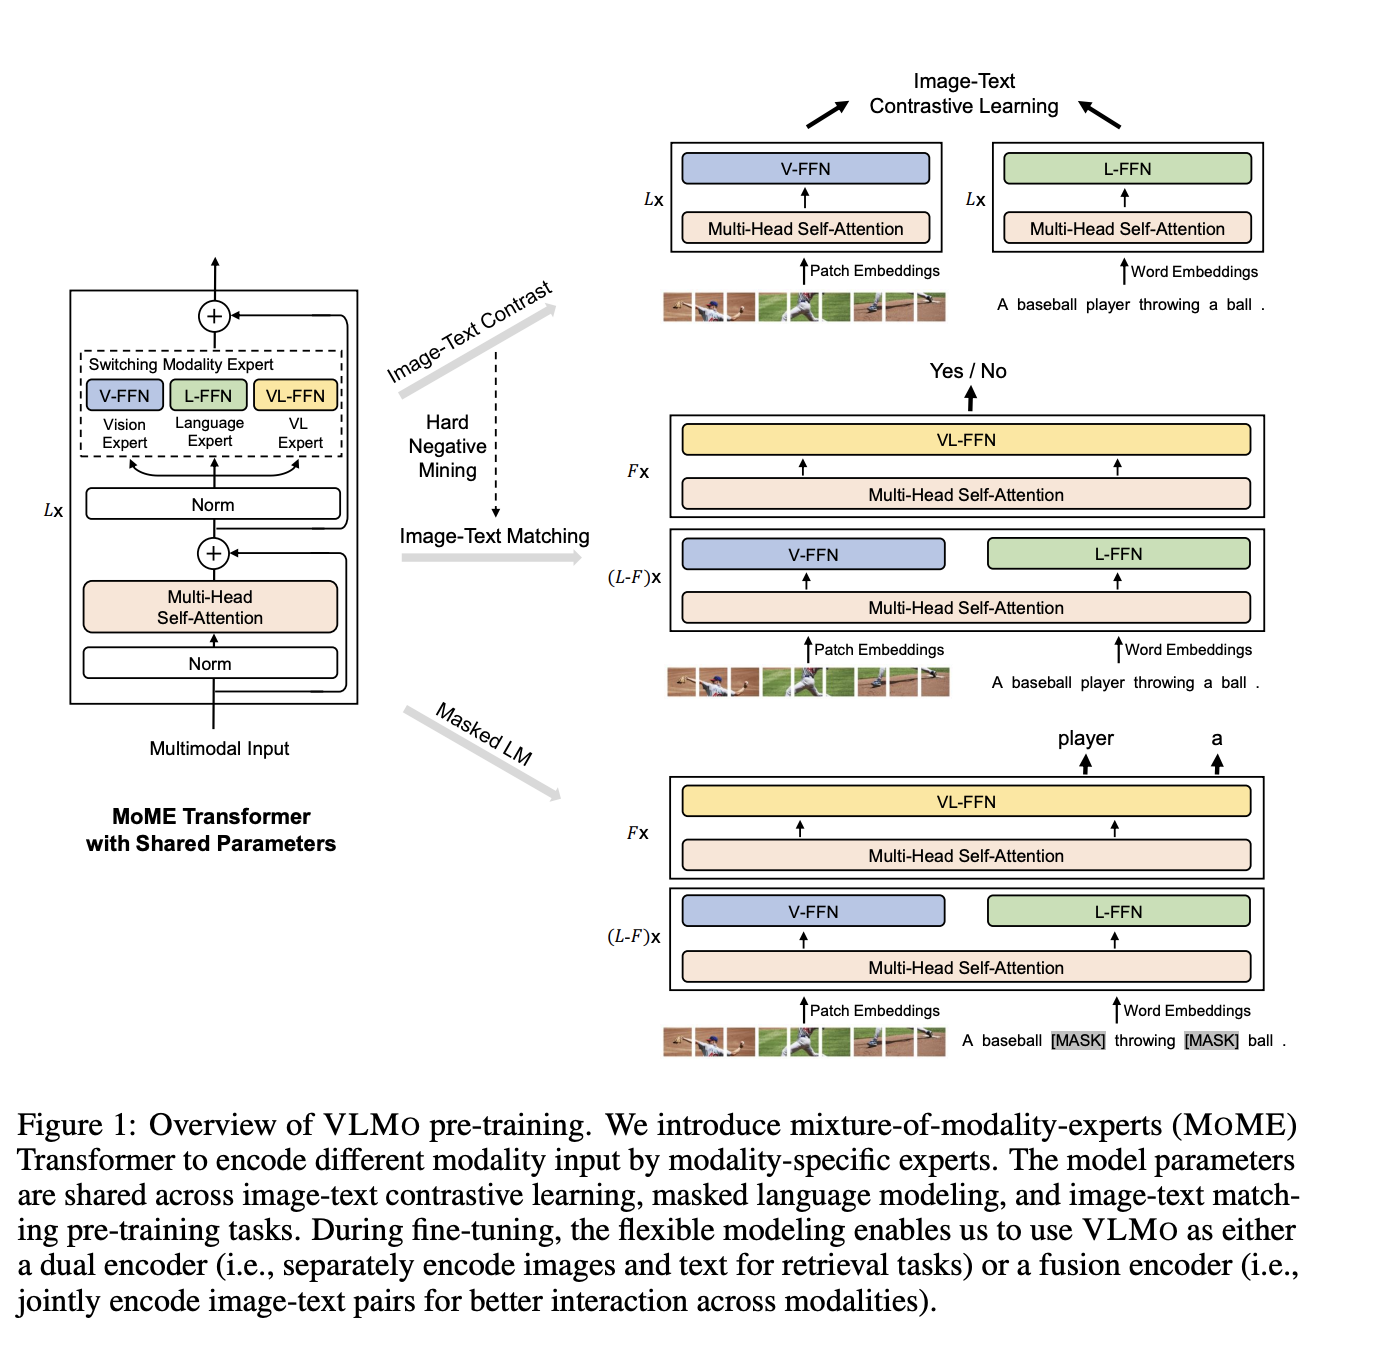 Image-Text
Contrastive Learning
V-FFN
L-FFN
Lx
Multi-Head Self-Attention
Lx
Multi-Head Self-Attention
Patch Embeddings
Word Embeddings
A baseball player throwing a ball .
Switching Modality Expert
V-FFN
L-FFN
VL-FFN
Vision
Expert
Language
Expert
VL
Expert
Norm
Lx
Multi-Head
Self-Attention
Norm
Multimodal Input
MoME Transformer
with Shared Parameters
Image-Text Contrast
Hard
Negative
Mining
Image-Text Matching
Masked LM
Yes / No
VL-FFN
Fx
Multi-Head Self-Attention
V-FFN
L-FFN
(L-F)x
Multi-Head Self-Attention
Patch Embeddings
Word Embeddings
A baseball player throwing a ball .
player
a
VL-FFN
Fx
Multi-Head Self-Attention
V-FFN
L-FFN
(L-F)x
Multi-Head Self-Attention
Patch Embeddings
Word Embeddings
A baseball [MASK] throwing [MASK] ball .
Figure 1: Overview of VLMO pre-training. We introduce mixture-of-modality-experts (MOME)
Transformer to encode different modality input by modality-specific experts. The model parameters
are shared across image-text contrastive learning, masked language modeling, and image-text match-
ing pre-training tasks. During fine-tuning, the flexible modeling enables us to use VLMO as either
a dual encoder (i.e., separately encode images and text for retrieval tasks) or a fusion encoder (i.e.,
jointly encode image-text pairs for better interaction across modalities).